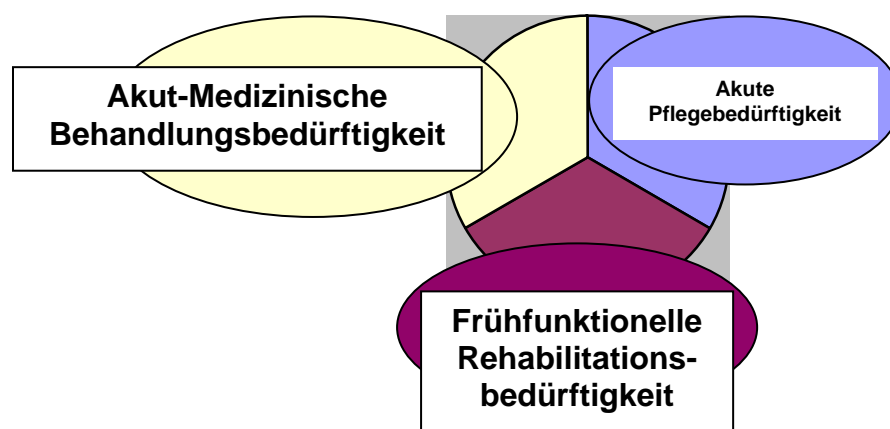 Akut-Medizinische
Behandlungsbedürftigkeit
Akute
Pflegebedürftigkeit
Frühfunktionelle
Rehabilitations-
bedürftigkeit